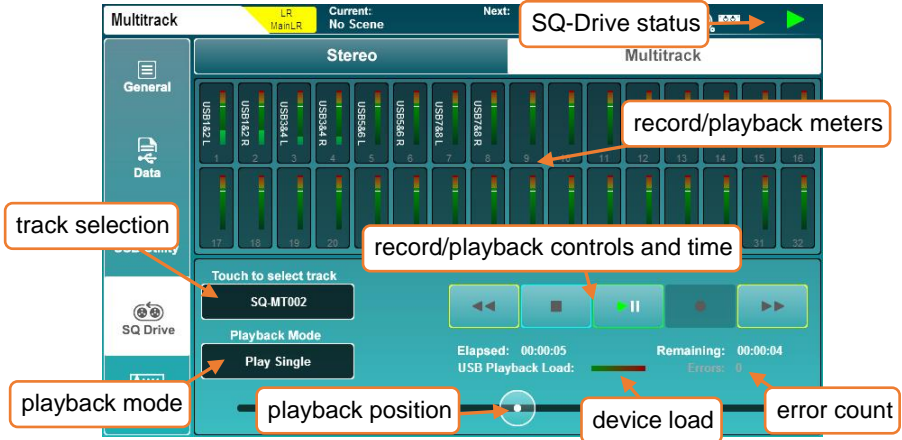 Multitrack
LR
MainLR
Current:
No Scene
Next:
SQ-Drive status
Stereo
Multitrack
General
Data
USB Utility
SQ Drive
USB1&2 L
USB1&2 R
USB3&4 L
USB3&4 R
USB5&6 L
USB5&6 R
USB7&8 L
USB7&8 R
1 2 3 4 5 6 7 8 9 10 11 12 13 14 15 16
record/playback meters
17 18 19 20 31 32
track selection
record/playback controls and time
Touch to select track
SQ-MT002
Playback Mode
Play Single
Elapsed: 00:00:05
Remaining: 00:00:04
USB Playback Load:
Errors: 0
playback mode
playback position
device load
error count